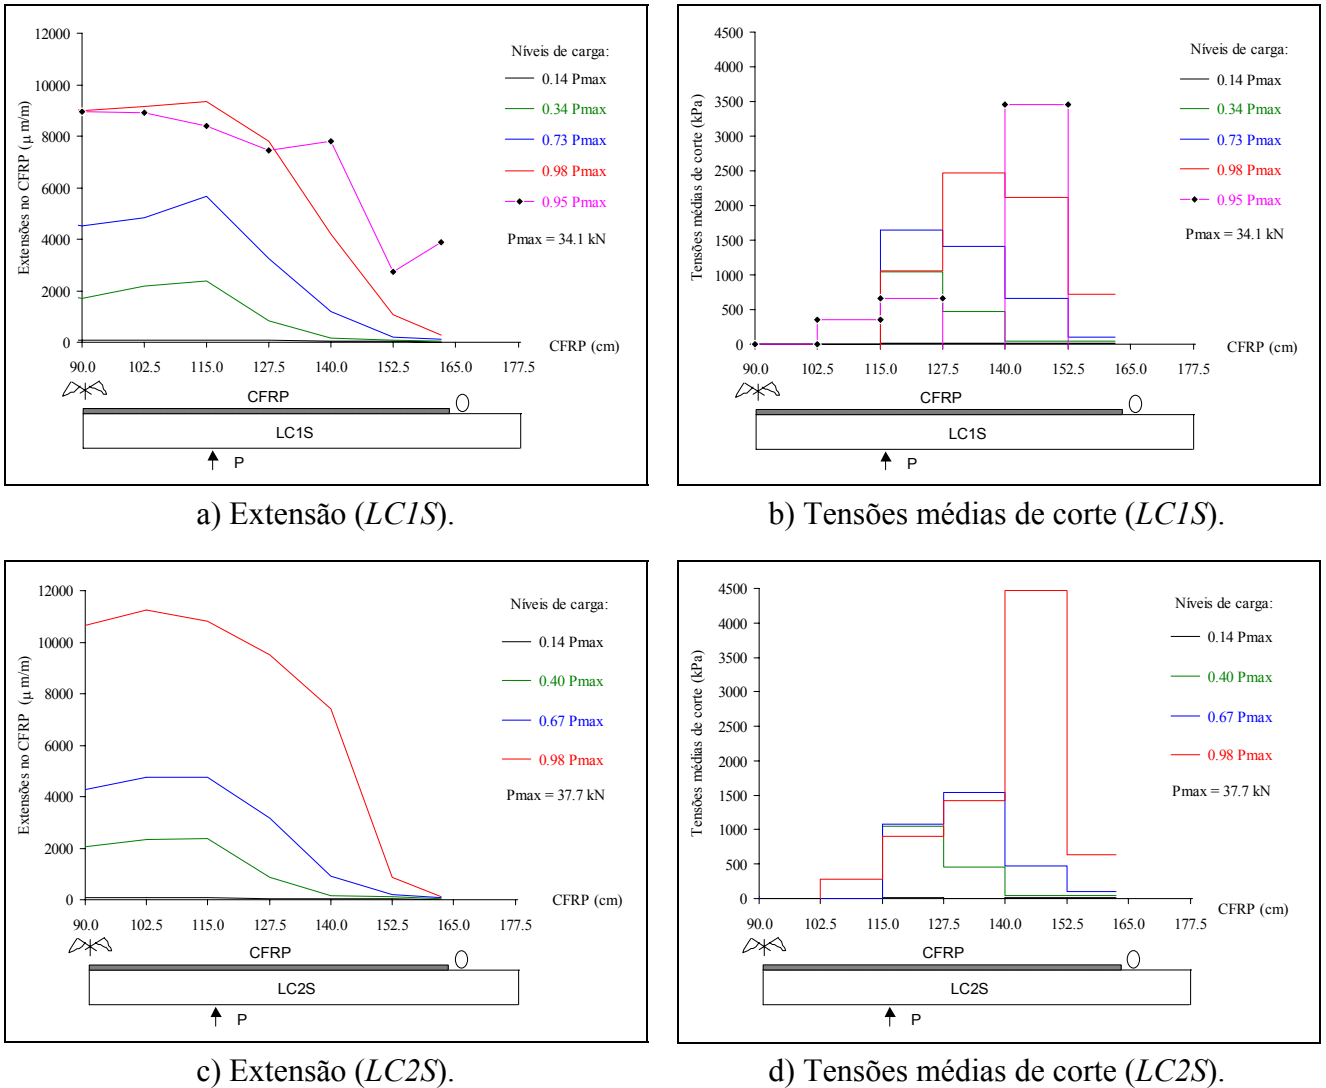 12000
10000
8000
6000
4000
2000
0
Extensões no CFRP (μ m/m)
Níveis de carga:
0.14 Pmax
0.34 Pmax
0.73 Pmax
0.98 Pmax
0.95 Pmax
Pmax = 34.1 kN
90.0 102.5 115.0 127.5 140.0 152.5 165.0 177.5
CFRP (cm)
CFRP
LC1S
P
a) Extensão (LC1S).
4500
4000
3500
3000
2500
2000
1500
1000
500
0
Tensões médias de corte (kPa)
Níveis de carga:
0.14 Pmax
0.34 Pmax
0.73 Pmax
0.98 Pmax
0.95 Pmax
Pmax = 34.1 kN
90.0 102.5 115.0 127.5 140.0 152.5 165.0 177.5
CFRP (cm)
CFRP
LC1S
P
b) Tensões médias de corte (LC1S).
12000
10000
8000
6000
4000
2000
0
Extensões no CFRP (μ m/m)
Níveis de carga:
0.14 Pmax
0.40 Pmax
0.67 Pmax
0.98 Pmax
Pmax = 37.7 kN
90.0 102.5 115.0 127.5 140.0 152.5 165.0 177.5
CFRP (cm)
CFRP
LC2S
P
c) Extensão (LC2S).
4500
4000
3500
3000
2500
2000
1500
1000
500
0
Tensões médias de corte (kPa)
Níveis de carga:
0.14 Pmax
0.40 Pmax
0.67 Pmax
0.98 Pmax
Pmax = 37.7 kN
90.0 102.5 115.0 127.5 140.0 152.5 165.0 177.5
CFRP (cm)
CFRP
LC2S
P
d) Tensões médias de corte (LC2S).